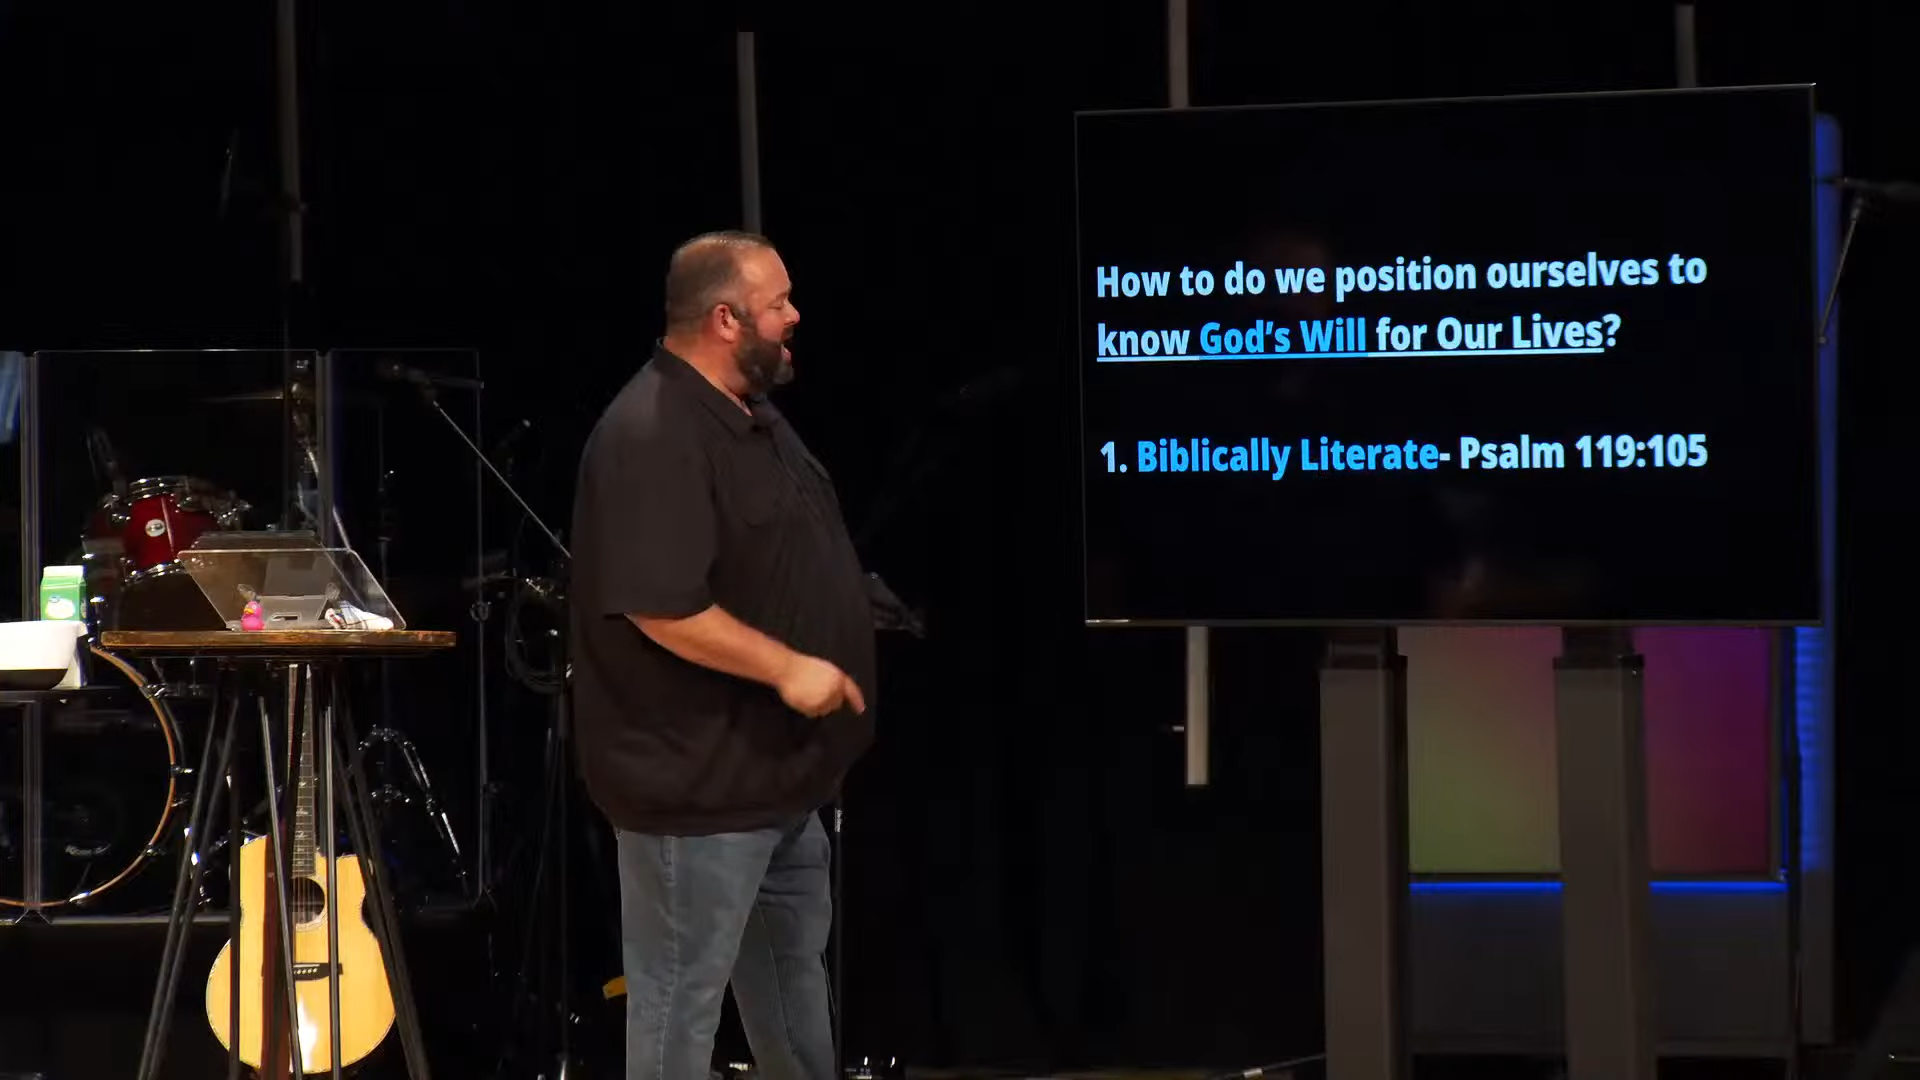 How to do we position ourselves to
know God’s Will for Our Lives?
1. Biblically Literate- Psalm 119:105